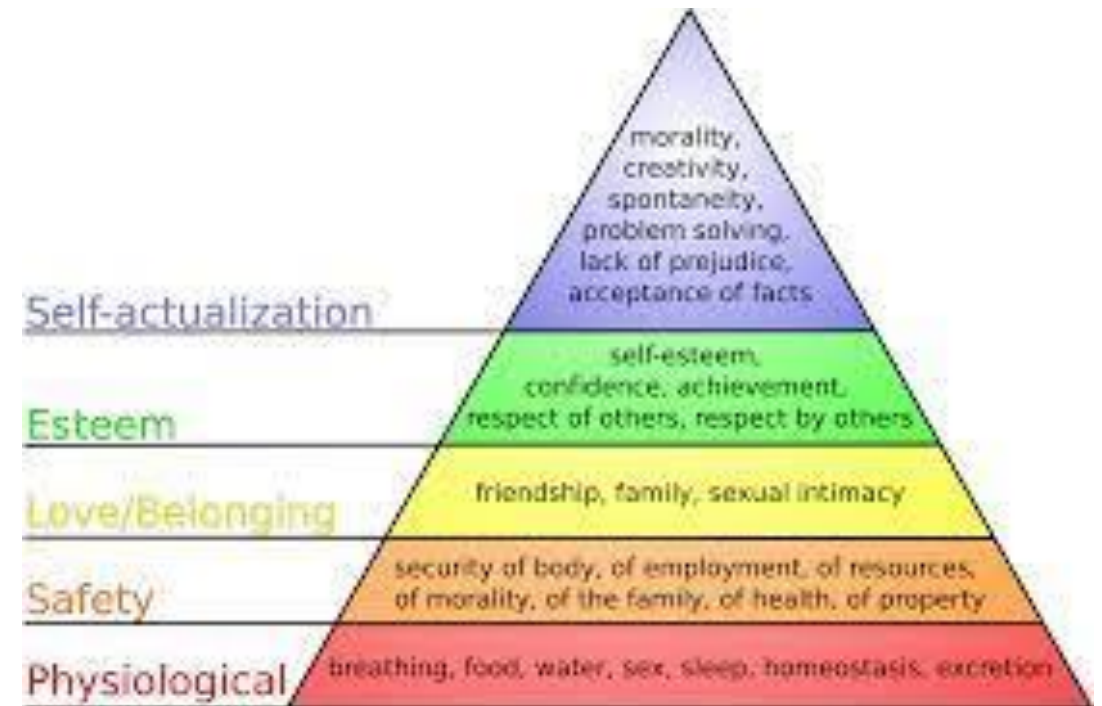 morality,
creativity,
spontaneity,
problem solving,
lack of prejudice,
acceptance of facts
Self-actualization
self-esteem,
confidence, achievement,
respect of others, respect by others
Esteem
friendship, family, sexual intimacy
Love/Belonging
security of body, of employment, of resources,
of morality, of the family, of health, of property
Safety
breathing, food, water, sex, sleep, homeostasis, excretion
Physiological